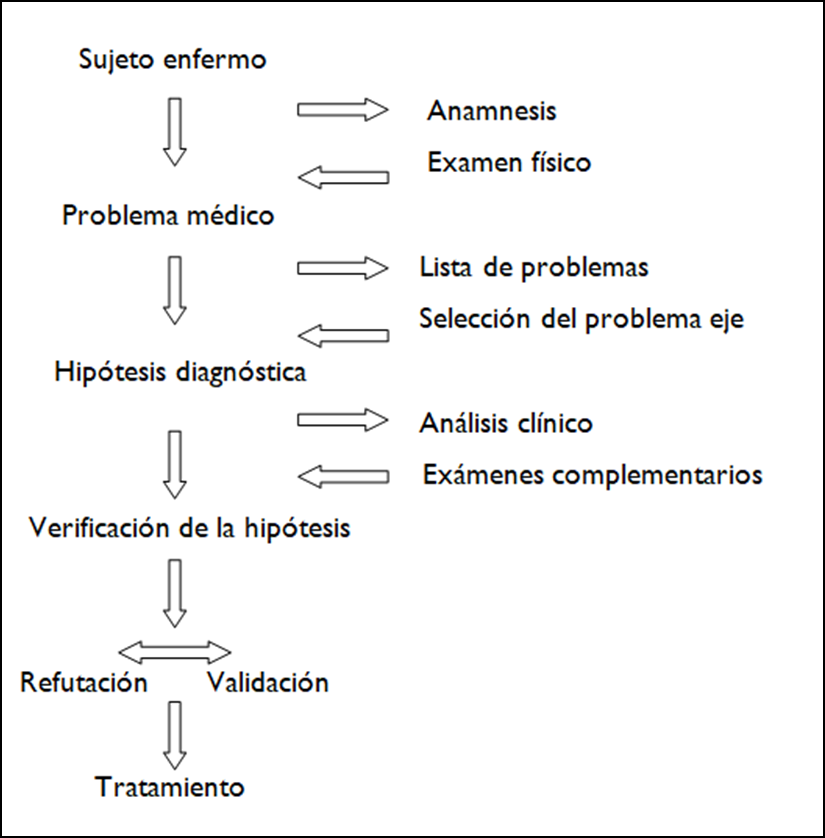 Sujeto enfermo
Anamnesis
Examen físico
Problema médico
Lista de problemas
Selección del problema eje
Hipótesis diagnóstica
Análisis clínico
Exámenes complementarios
Verificación de la hipótesis
Refutación Validación
Tratamiento